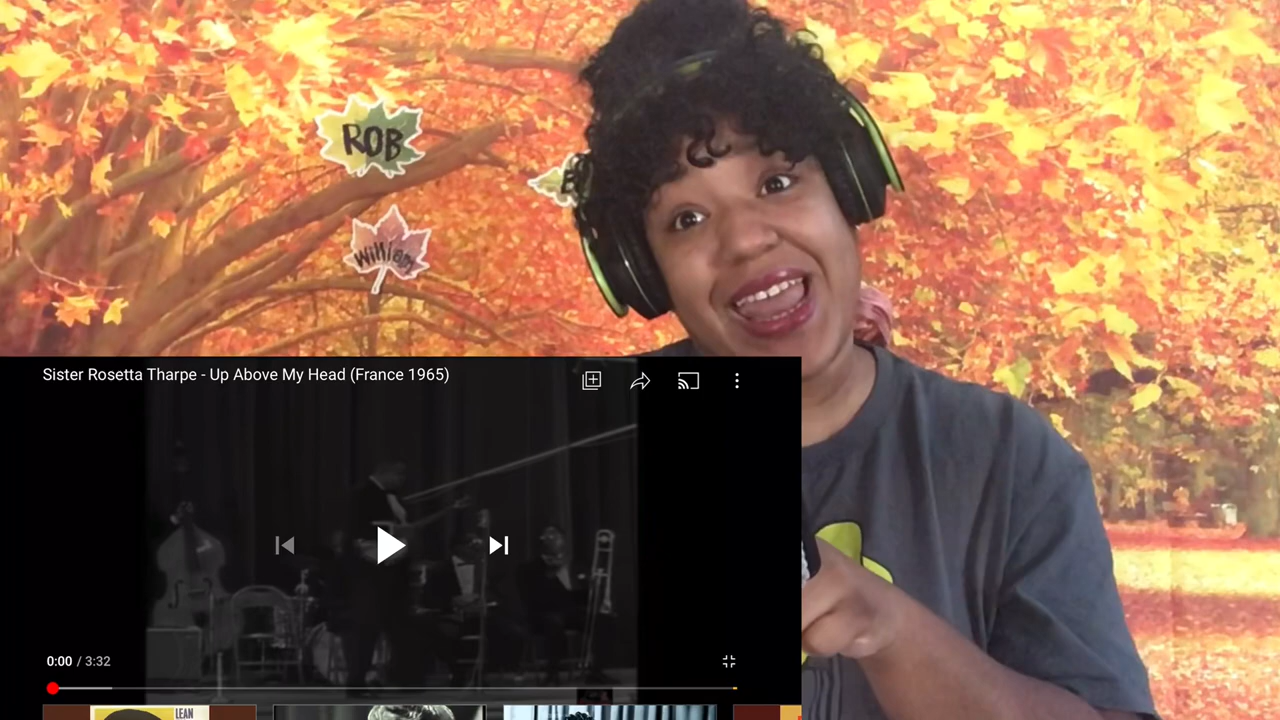 ROB
William
Sister Rosetta Tharpe - Up Above My Head (France 1965)
0:00 / 3:32
LEAN